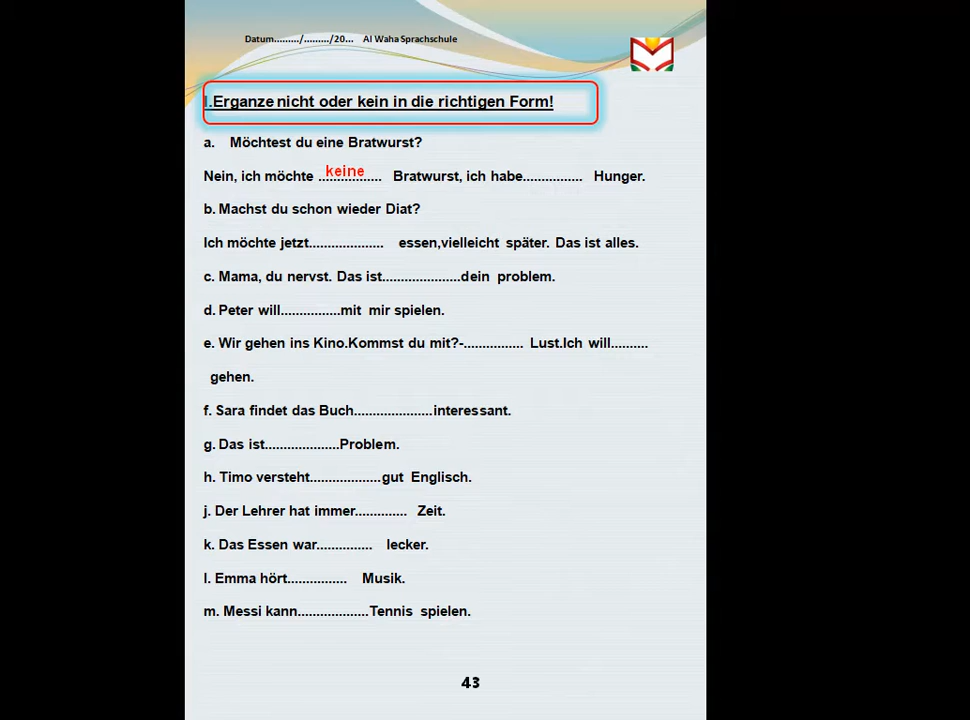 Datum........./........./20... Al Waha Sprachschule
I.Erganze nicht oder kein in die richtigen Form!
a. Möchtest du eine Bratwurst?
Nein, ich möchte ...keine... Bratwurst, ich habe............... Hunger.
b. Machst du schon wieder Diat?
Ich möchte jetzt................... essen,vielleicht später. Das ist alles.
c. Mama, du nervst. Das ist....................dein problem.
d. Peter will...............mit mir spielen.
e. Wir gehen ins Kino.Kommst du mit?-............... Lust.Ich will..........
gehen.
f. Sara findet das Buch....................interessant.
g. Das ist...................Problem.
h. Timo versteht..................gut Englisch.
j. Der Lehrer hat immer............. Zeit.
k. Das Essen war.............. lecker.
l. Emma hört............... Musik.
m. Messi kann..................Tennis spielen.
43